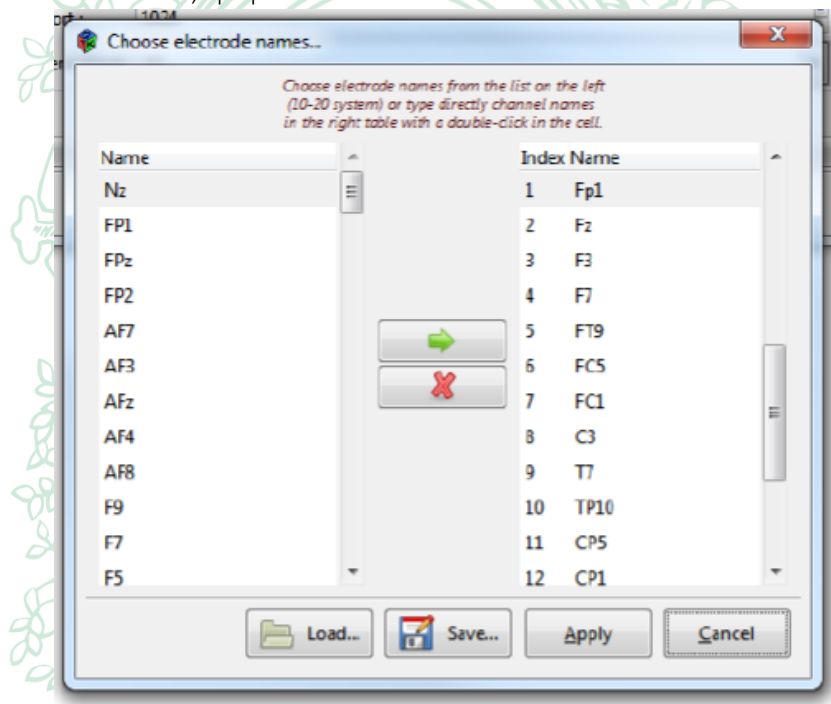 1024
Choose electrode names...
Choose electrode names from the list on the left
(10-20 system) or type directly channel names
in the right table with a double-click in the cell.
Name
Nz
FP1
FPz
FP2
AF7
AF3
AFz
AF4
AF8
F9
F7
F5
Index Name
1 Fp1
2 Fz
3 F3
4 F7
5 FT9
6 FC5
7 FC1
8 C3
9 T7
10 TP10
11 CP5
12 CP1
Load...
Save...
Apply
Cancel